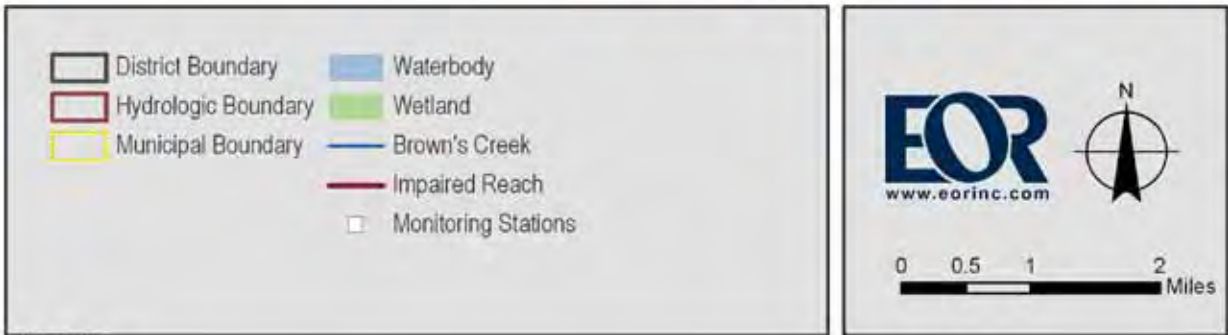 District Boundary
Hydrologic Boundary
Municipal Boundary
Waterbody
Wetland
Brown's Creek
Impaired Reach
Monitoring Stations
EOR
www.eorinc.com
N
0 0.5 1 2
Miles